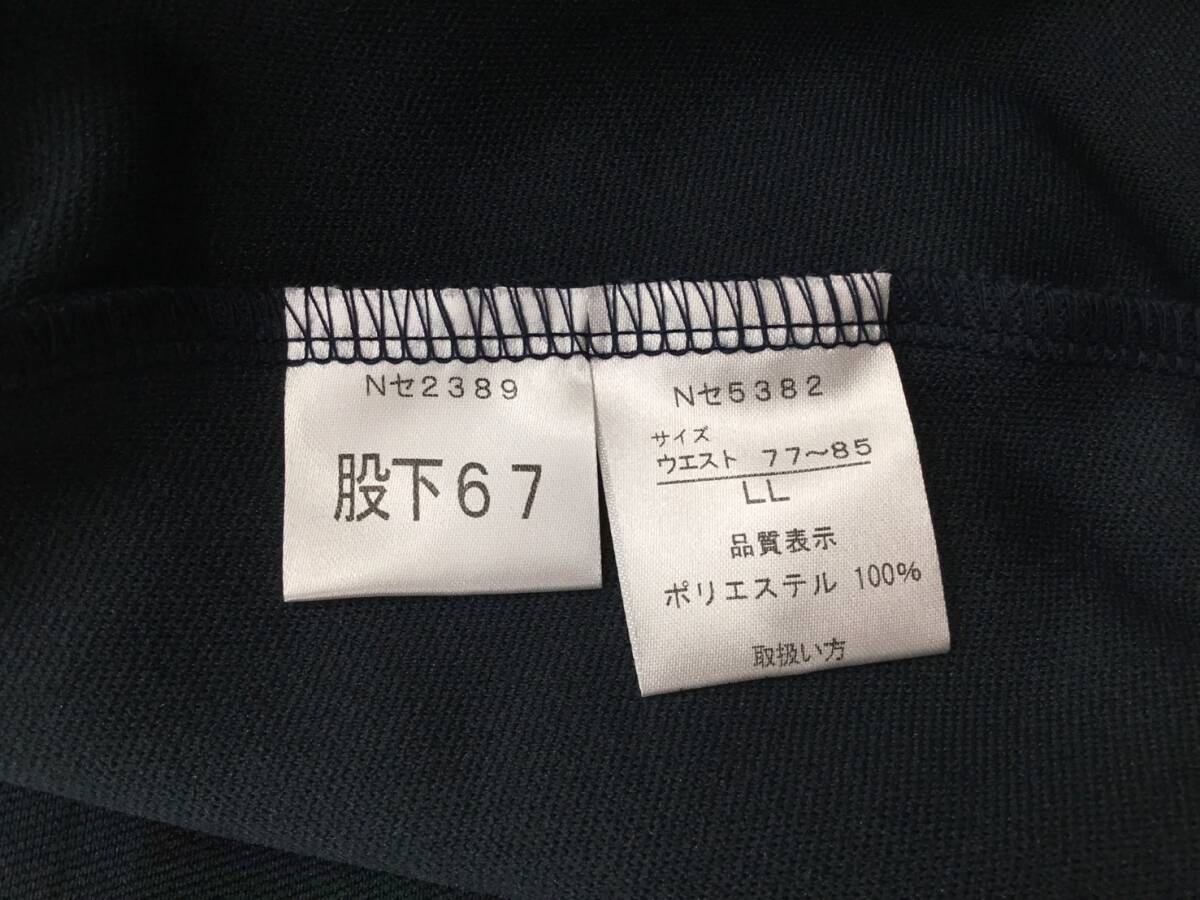 Nセ2389
股下67
Nセ5382
サイズ
ウエスト 77～85
LL
品質表示
ポリエステル 100%
取扱い方